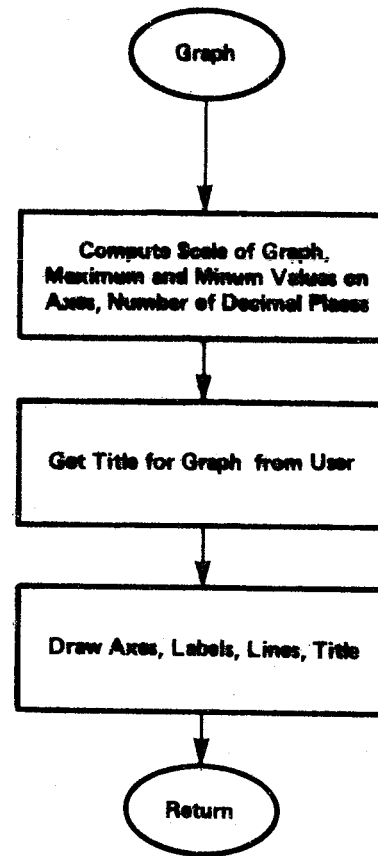 Graph
Compute Scale of Graph,
Maximum and Minum Values on
Axes, Number of Decimal Places
Get Title for Graph from User
Draw Axes, Labels, Lines, Title
Return